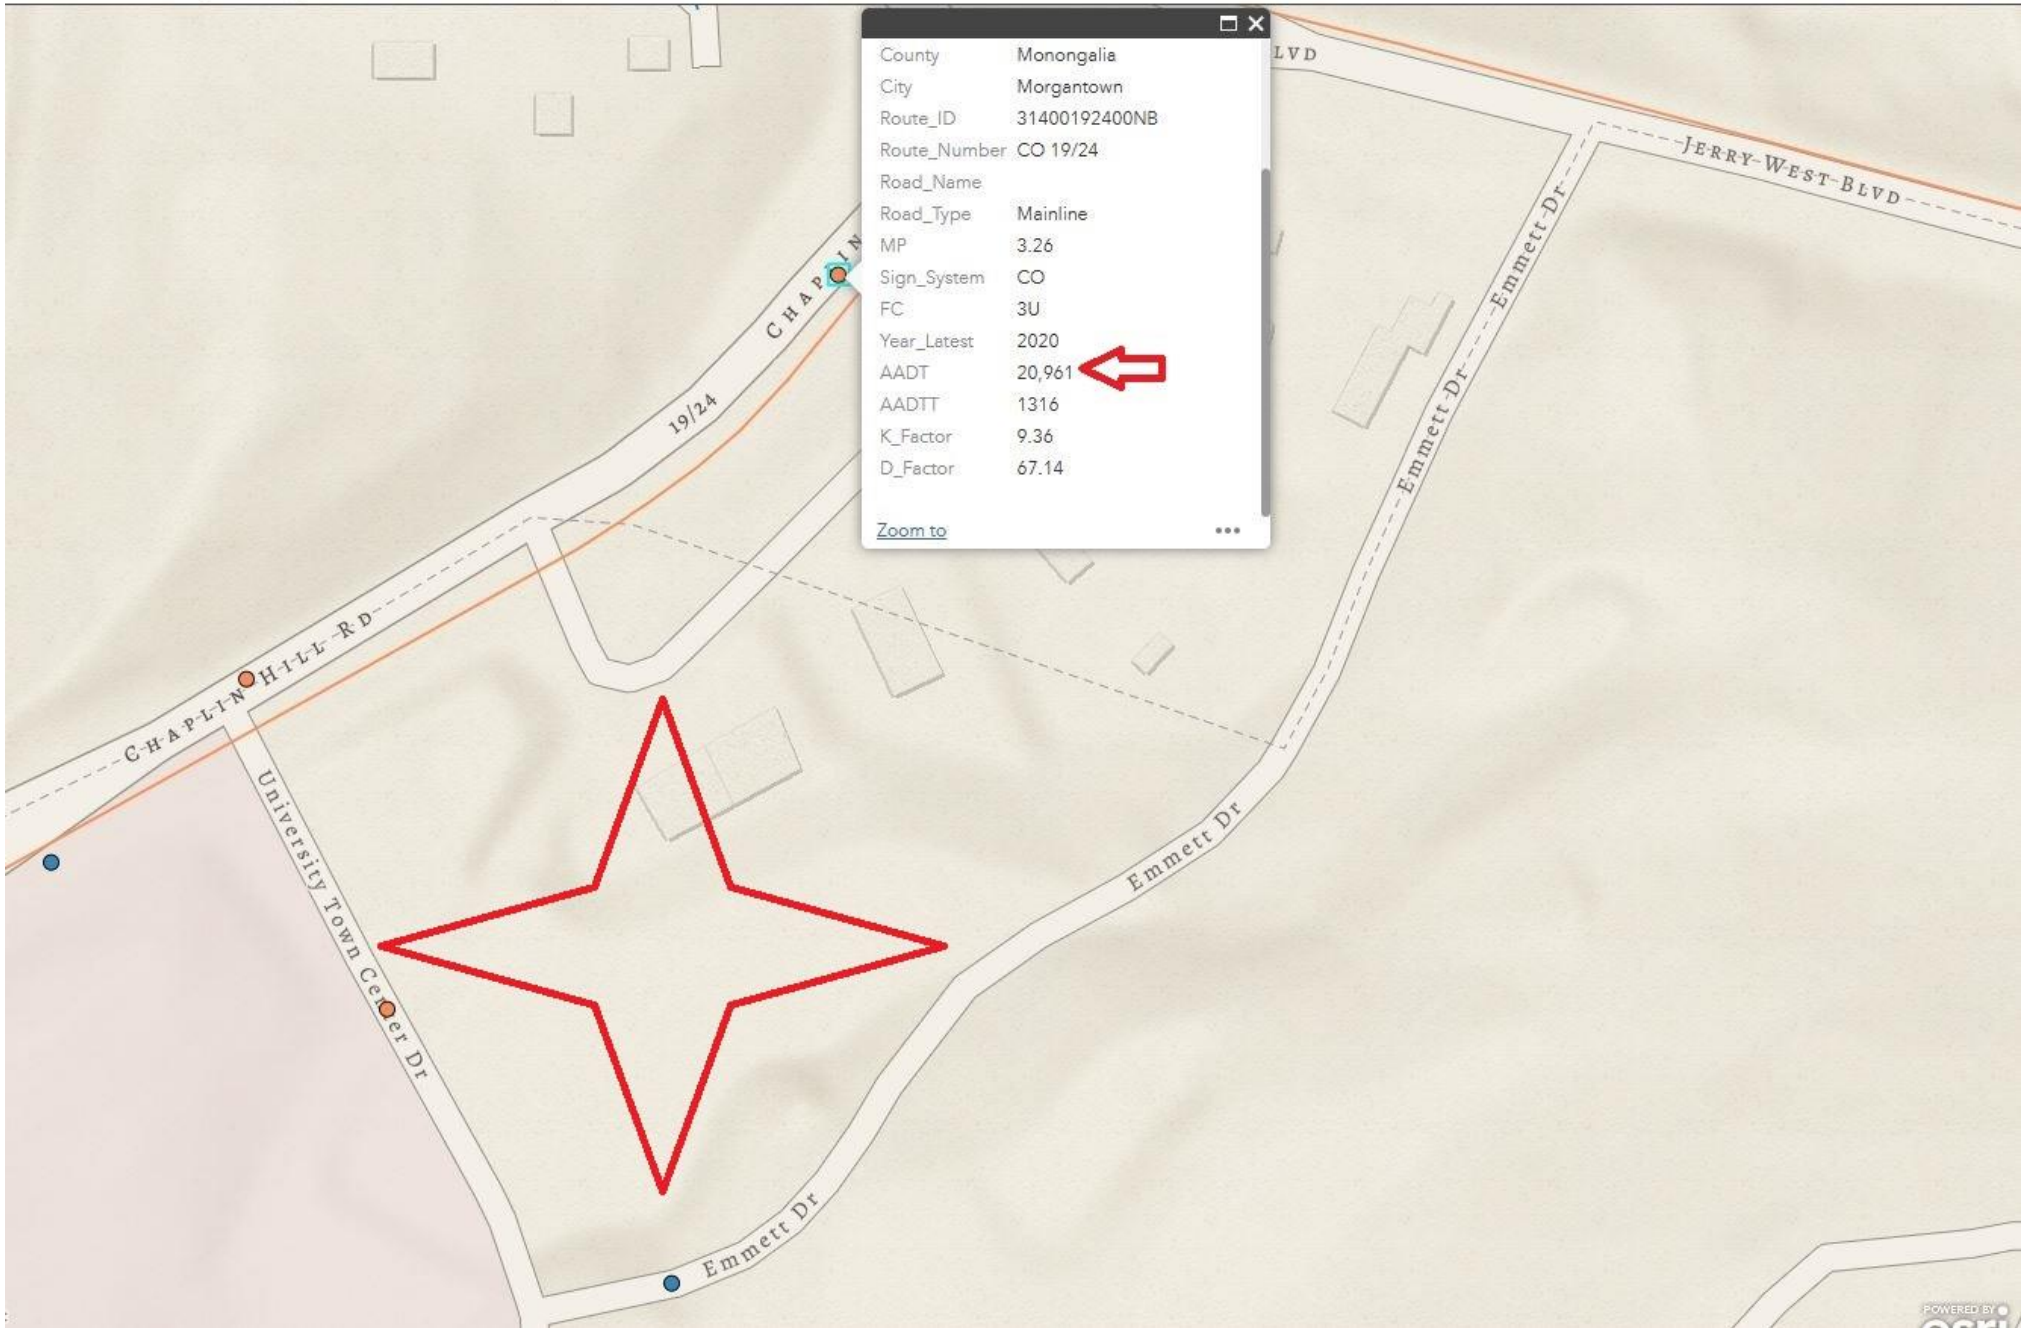 County Monongalia
City Morgantown
Route_ID 31400192400NB
Route_Number CO 19/24
Road_Name
Road_Type Mainline
MP 3.26
Sign_System CO
FC 3U
Year_Latest 2020
AADT 20,961
AADTT 1316
K_Factor 9.36
D_Factor 67.14
Zoom to
LVD
JERRY WEST BLVD
Emmett Dr
Emmett Dr
Emmett Dr
CHAPLIN
19/24
CHAPLIN HILL RD
University Town Center Dr
Emmett Dr
Emmett Dr
POWERED BY
esri